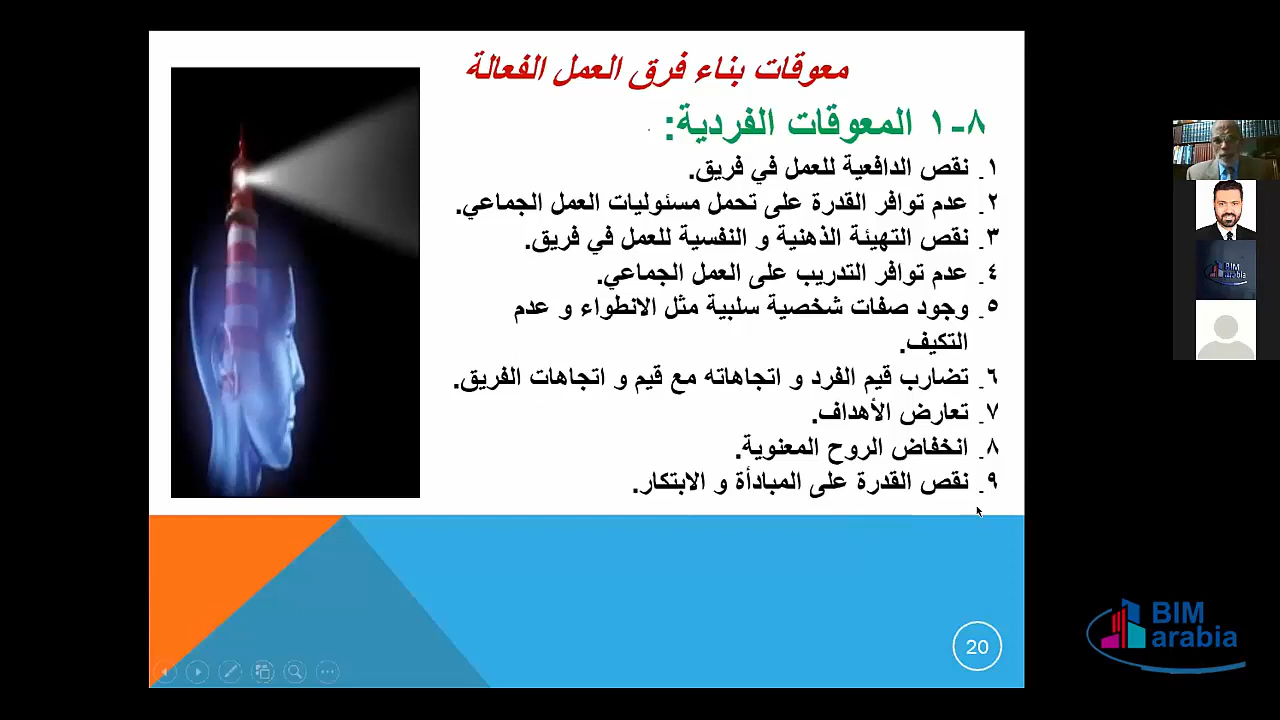 معوقات بناء فرق العمل الفعالة
٨-١ المعوقات الفردية:
١. نقص الدافعية للعمل في فريق.
٢. عدم توافر القدرة على تحمل مسئوليات العمل الجماعي.
٣. نقص التهيئة الذهنية و النفسية للعمل في فريق.
٤. عدم توافر التدريب على العمل الجماعي.
٥. وجود صفات شخصية سلبية مثل الانطواء و عدم
التكيف.
٦. تضارب قيم الفرد و اتجاهاته مع قيم و اتجاهات الفريق.
٧. تعارض الأهداف.
٨. انخفاض الروح المعنوية.
٩. نقص القدرة على المبادأة و الابتكار.
20
BIM
arabia
BIM
arabia